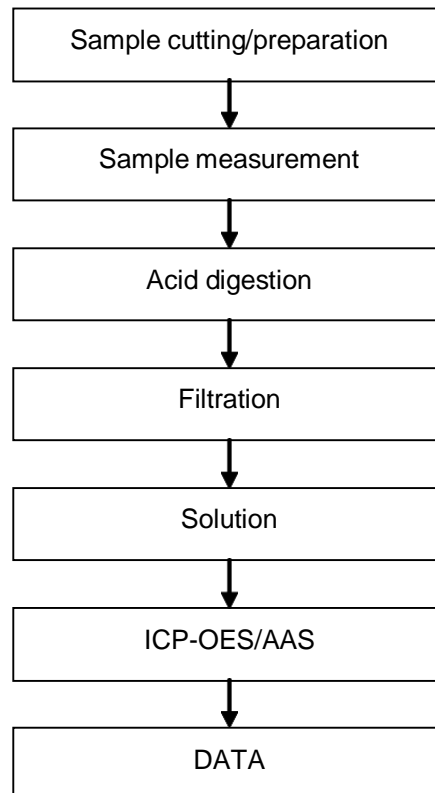 Sample cutting/preparation
Sample measurement
Acid digestion
Filtration
Solution
ICP-OES/AAS
DATA